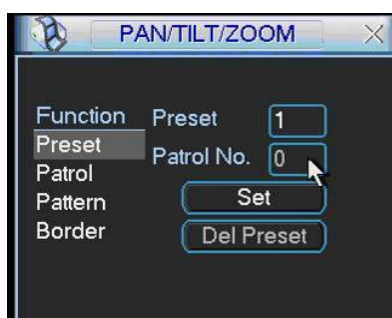 PAN/TILT/ZOOM
Function Preset 1
Preset
Patrol No. 0
Patrol
Pattern Set
Border Del Preset